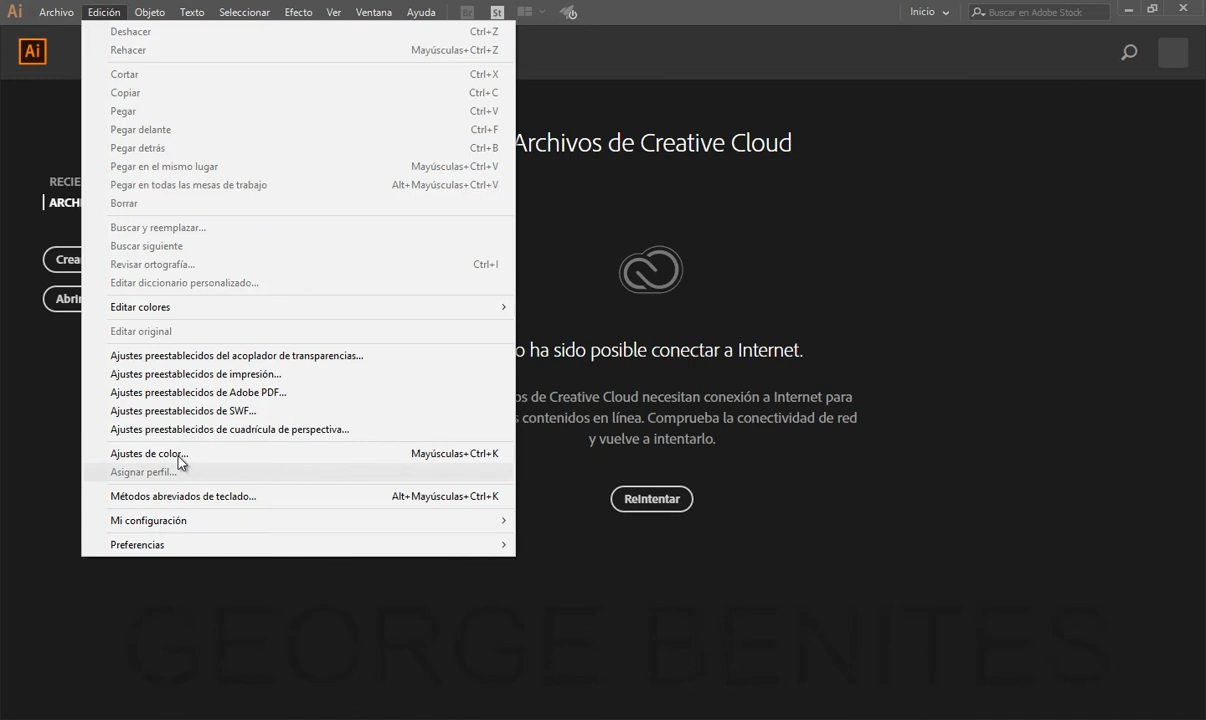 Ai Archivo Edición Objeto Texto Seleccionar Efecto Ver Ventana Ayuda Br St Inicio Buscar en Adobe Stock
Ai
Deshacer Ctrl+Z
Rehacer Mayúsculas+Ctrl+Z
Cortar Ctrl+X
Copiar Ctrl+C
Pegar Ctrl+V
Pegar delante Ctrl+F
Pegar detrás Ctrl+B
Pegar en el mismo lugar Mayúsculas+Ctrl+V
Pegar en todas las mesas de trabajo Alt+Mayúsculas+Ctrl+V
Borrar
Buscar y reemplazar...
Buscar siguiente
Revisar ortografía... Ctrl+I
Editar diccionario personalizado...
Editar colores
Editar original
Ajustes preestablecidos del acoplador de transparencias...
Ajustes preestablecidos de impresión...
Ajustes preestablecidos de Adobe PDF...
Ajustes preestablecidos de SWF...
Ajustes preestablecidos de cuadrícula de perspectiva...
Ajustes de color... Mayúsculas+Ctrl+K
Asignar perfil...
Métodos abreviados de teclado... Alt+Mayúsculas+Ctrl+K
Mi configuración
Preferencias
RECIE
ARCH
Crea
Abrir
Archivos de Creative Cloud
o ha sido posible conectar a Internet.
os de Creative Cloud necesitan conexión a Internet para
s contenidos en línea. Comprueba la conectividad de red
y vuelve a intentarlo.
Reintentar
GEORGE BENITES